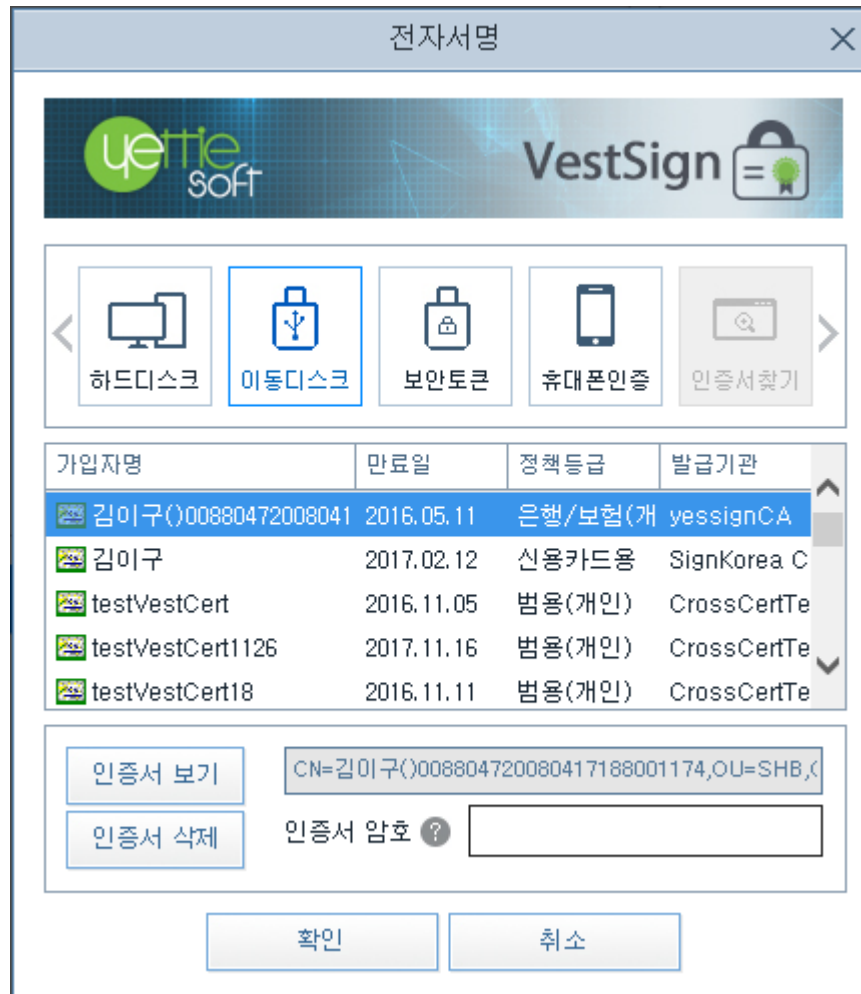 전자서명
yettie soft
VestSign
하드디스크 이동디스크 보안토큰 휴대폰인증 인증서찾기
가입자명 만료일 정책등급 발급기관
김이구()00880472008041 2016.05.11 은행/보험(개 yessignCA
김이구 2017.02.12 신용카드용 SignKorea C
testVestCert 2016.11.05 범용(개인) CrossCertTe
testVestCert1126 2017.11.16 범용(개인) CrossCertTe
testVestCert18 2016.11.11 범용(개인) CrossCertTe
인증서 보기 CN=김이구()008804720080417188001174,OU=SHB,
인증서 삭제 인증서 암호 ?
확인 취소